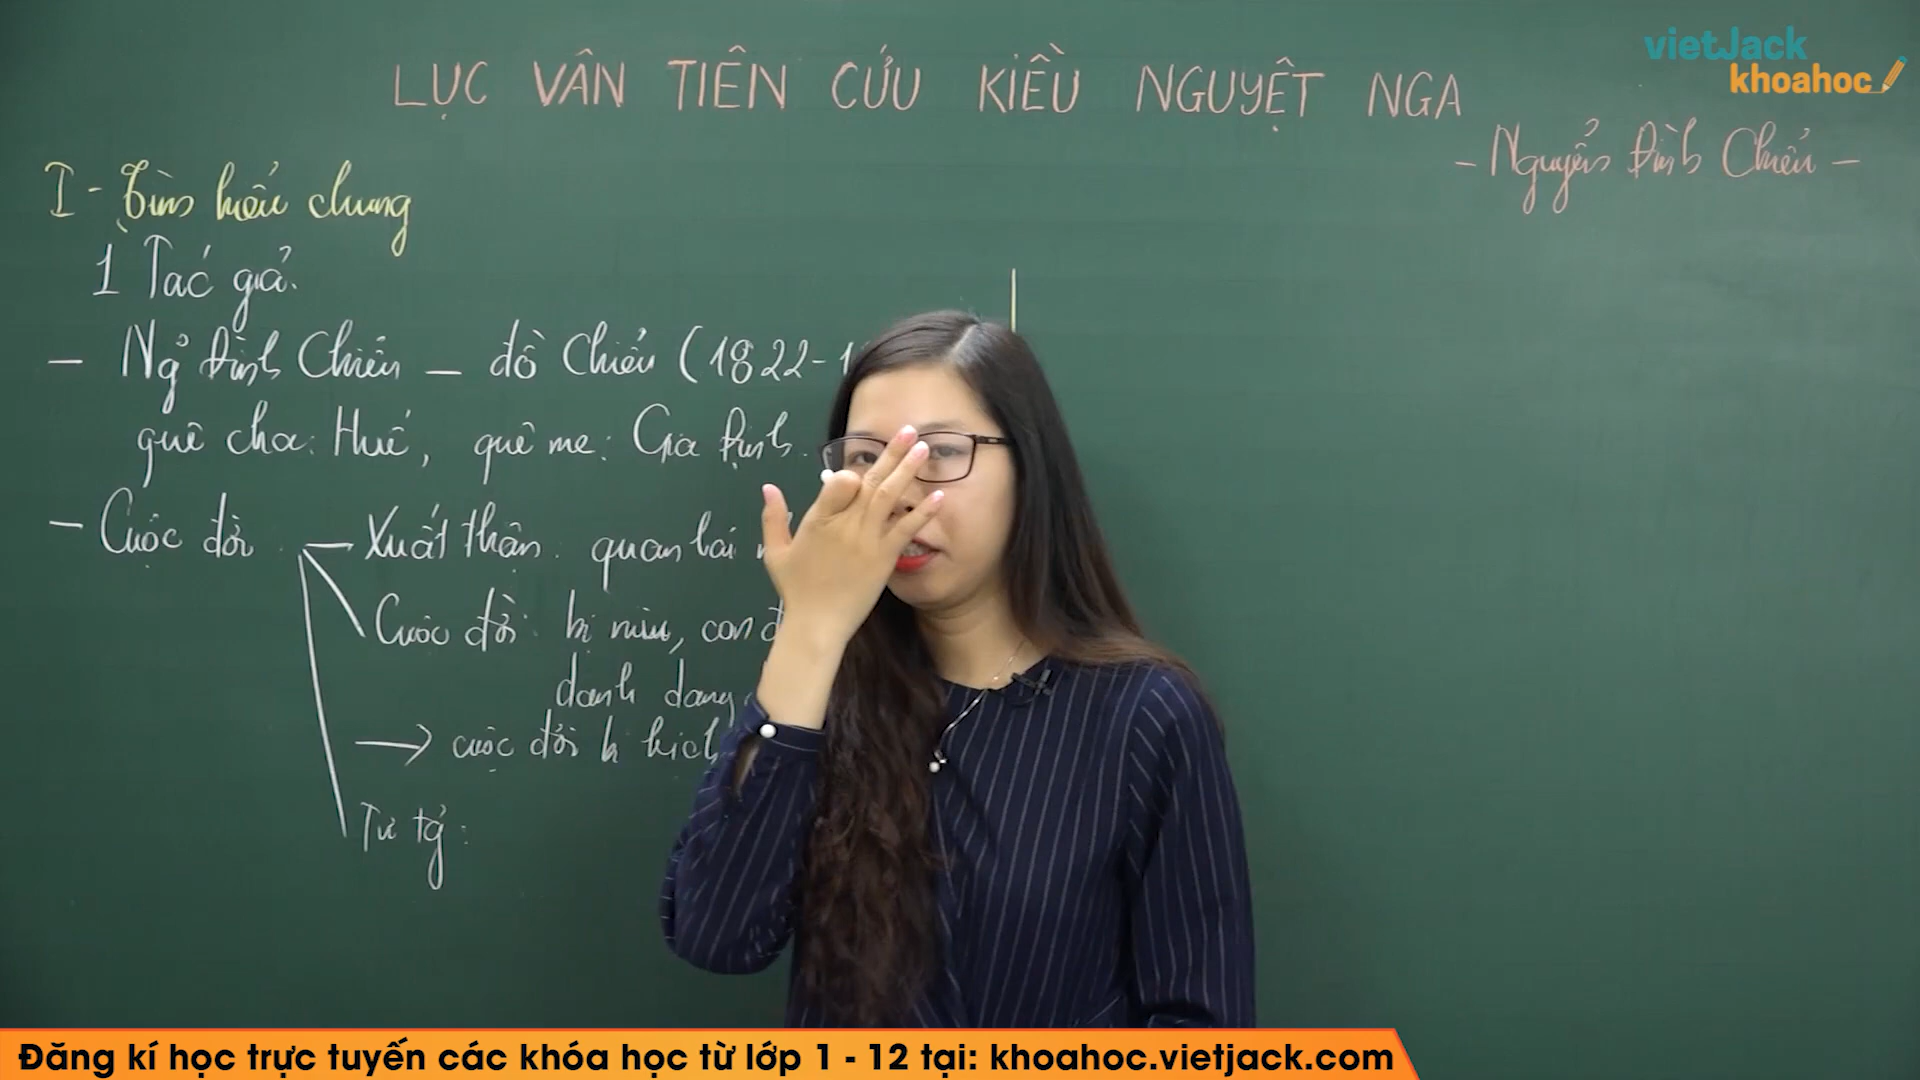 vietJack
khoahoc
LỤC VÂN TIÊN CỨU KIỀU NGUYỆT NGA
- Nguyễn Đình Chiểu -
I - Tìm hiểu chung
1 Tác giả.
- Ng̃ Đình Chiểu - đồ Chiểu (1822-1
quê cha: Huế, quê mẹ: Gia Định.
- Cuộc đời
Xuất thân: quan lại
Cuộc đời: bị mù, con
danh dang
→ cuộc đời bi kịch
Tư tg̉:
Đăng kí học trực tuyến các khóa học từ lớp 1 - 12 tại: khoahoc.vietjack.com